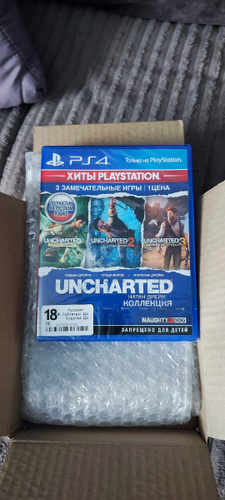 PS4
Только на PlayStation.
ХИТЫ PLAYSTATION
3 ЗАМЕЧАТЕЛЬНЫЕ ИГРЫ | 1 ЦЕНА
UNCHARTED
UNCHARTED 2
UNCHARTED 3
UNCHARTED
НАТАН ДРЕЙК
КОЛЛЕКЦИЯ
18+
NAUGHTY DOG
ЗАПРЕЩЕНО ДЛЯ ДЕТЕЙ